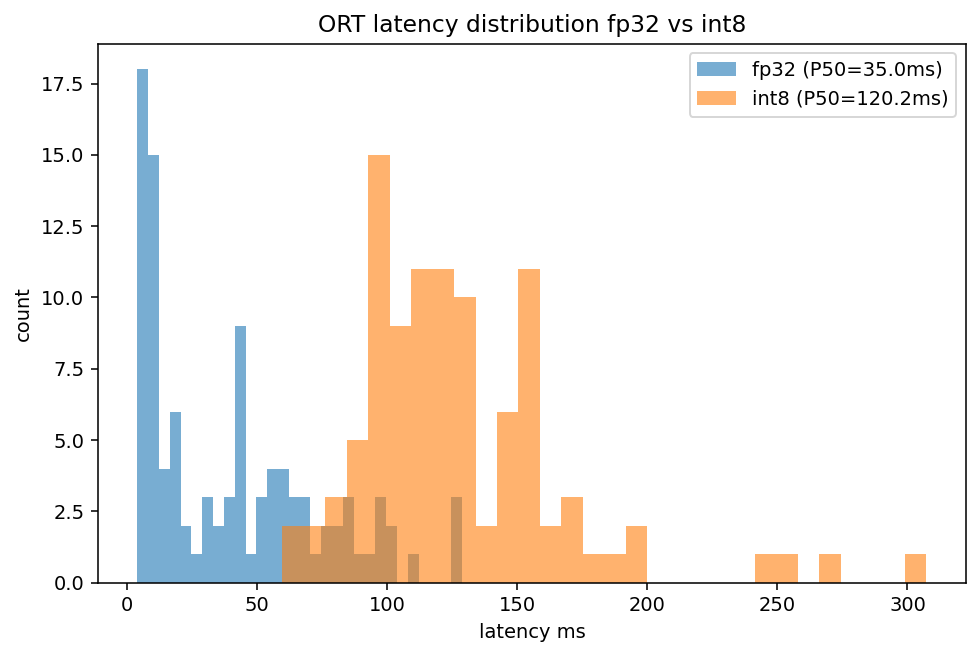 ORT latency distribution fp32 vs int8
fp32 (P50=35.0ms)
int8 (P50=120.2ms)
count
17.5
15.0
12.5
10.0
7.5
5.0
2.5
0.0
0 50 100 150 200 250 300
latency ms